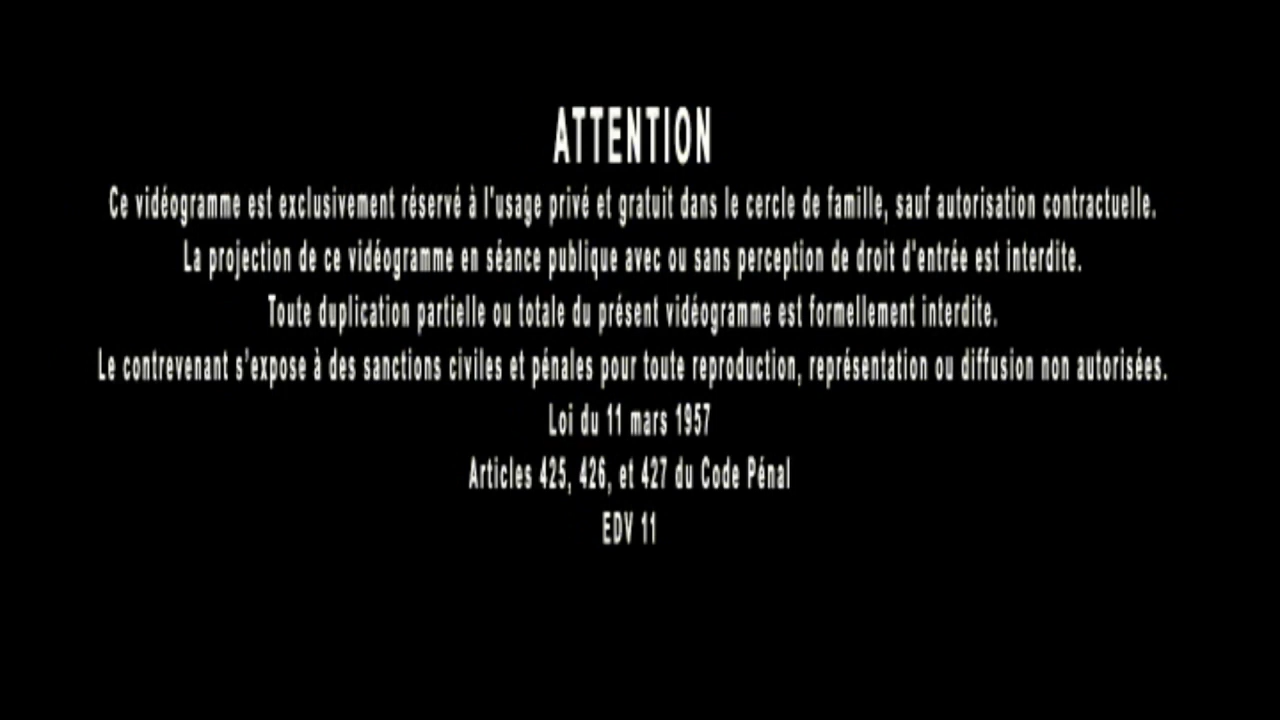 ATTENTION
Ce vidéogramme est exclusivement réservé à l'usage privé et gratuit dans le cercle de famille, sauf autorisation contractuelle.
La projection de ce vidéogramme en séance publique avec ou sans perception de droit d'entrée est interdite.
Toute duplication partielle ou totale du présent vidéogramme est formellement interdite.
Le contrevenant s'expose à des sanctions civiles et pénales pour toute reproduction, représentation ou diffusion non autorisées.
Loi du 11 mars 1957
Articles 425, 426, et 427 du Code Pénal
EDV 11